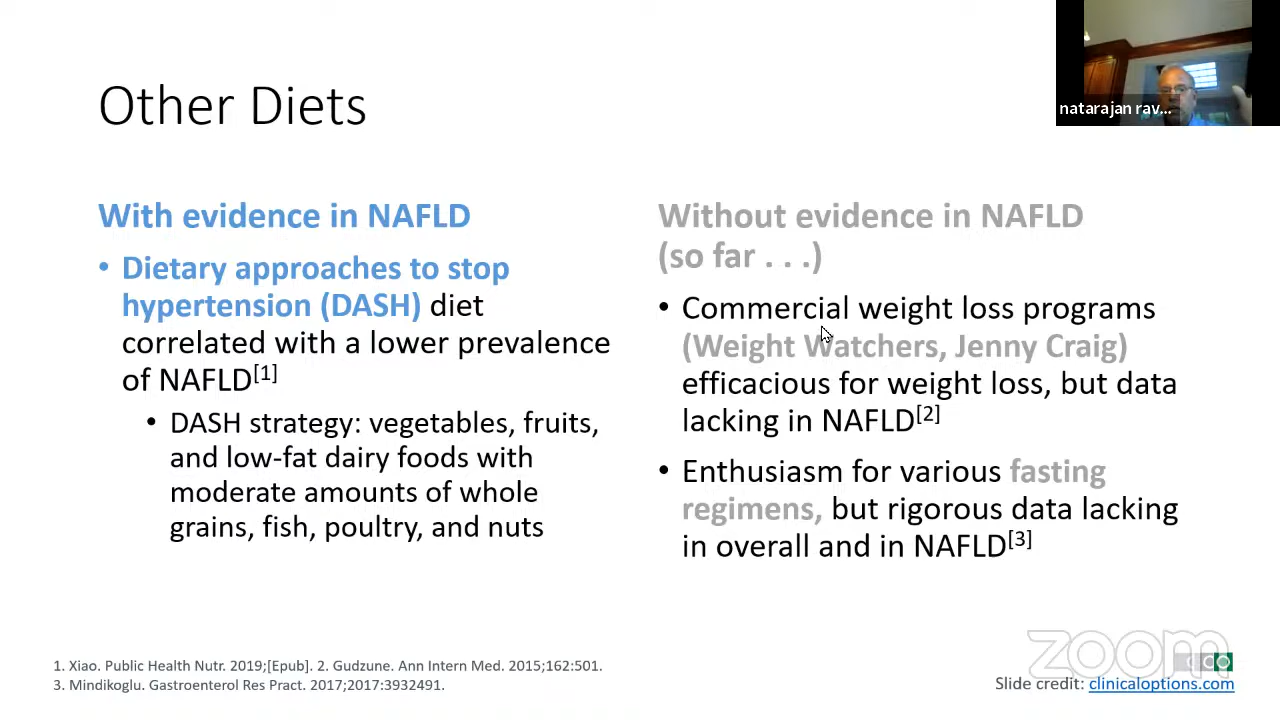 natarajan rav...
Other Diets
With evidence in NAFLD
• Dietary approaches to stop
hypertension (DASH) diet
correlated with a lower prevalence
of NAFLD[1]
• DASH strategy: vegetables, fruits,
and low-fat dairy foods with
moderate amounts of whole
grains, fish, poultry, and nuts
Without evidence in NAFLD
(so far . . .)
• Commercial weight loss programs
(Weight Watchers, Jenny Craig)
efficacious for weight loss, but data
lacking in NAFLD[2]
• Enthusiasm for various fasting
regimens, but rigorous data lacking
in overall and in NAFLD[3]
1. Xiao. Public Health Nutr. 2019;[Epub]. 2. Gudzune. Ann Intern Med. 2015;162:501.
3. Mindikoglu. Gastroenterol Res Pract. 2017;2017:3932491.
zoom
CCO
Slide credit: clinicaloptions.com